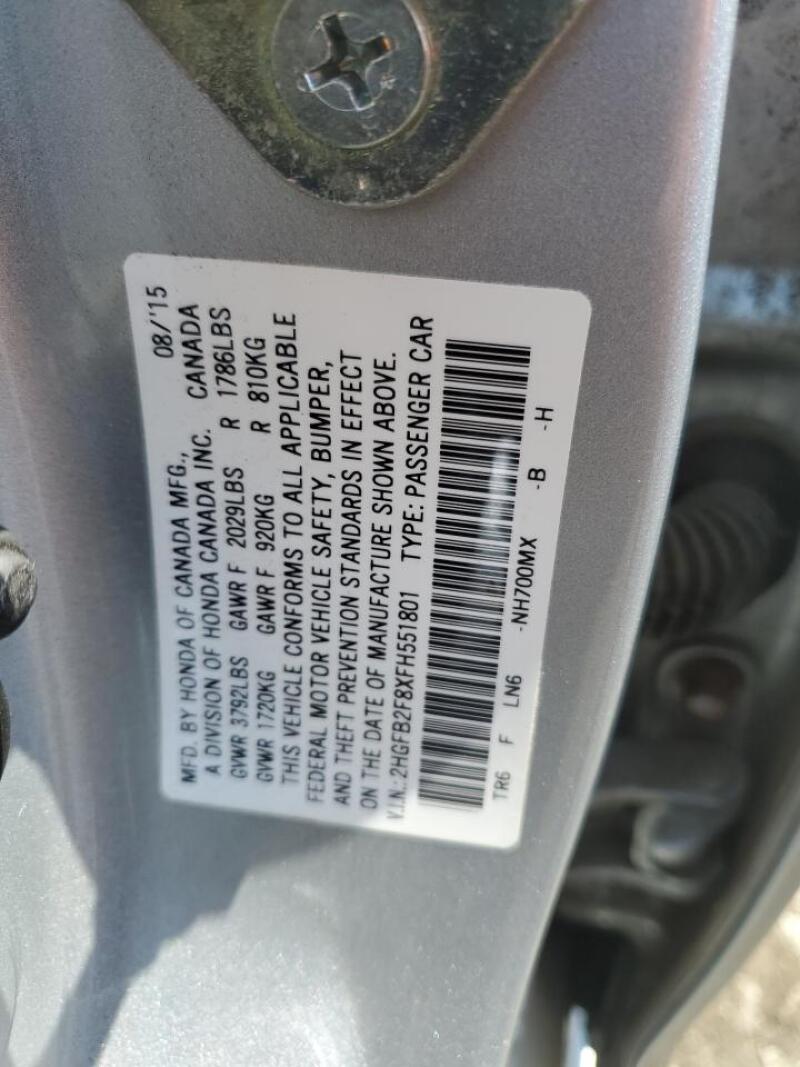 MFD. BY HONDA OF CANADA MFG., 08/'15
A DIVISION OF HONDA CANADA INC. CANADA
GVWR 3792LBS GAWR F 2029LBS R 1786LBS
GVWR 1720KG GAWR F 920KG R 810KG
THIS VEHICLE CONFORMS TO ALL APPLICABLE
FEDERAL MOTOR VEHICLE SAFETY, BUMPER,
AND THEFT PREVENTION STANDARDS IN EFFECT
ON THE DATE OF MANUFACTURE SHOWN ABOVE.
V.I.N.: 2HGFB2F8XFH551801 TYPE: PASSENGER CAR
TR6 F LN6 -NH700MX -B -H